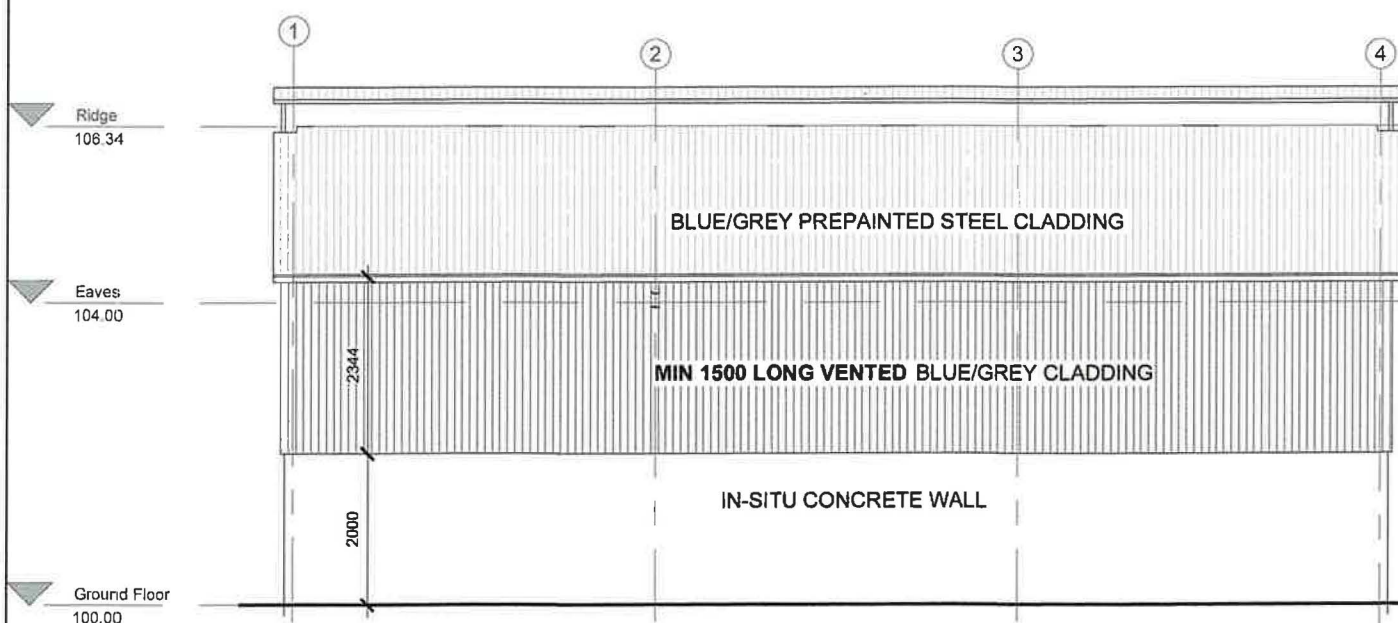 1
2
3
4
Ridge
106.34
BLUE/GREY PREPAINTED STEEL CLADDING
Eaves
104.00
2344
MIN 1500 LONG VENTED BLUE/GREY CLADDING
IN-SITU CONCRETE WALL
2000
Ground Floor
100.00